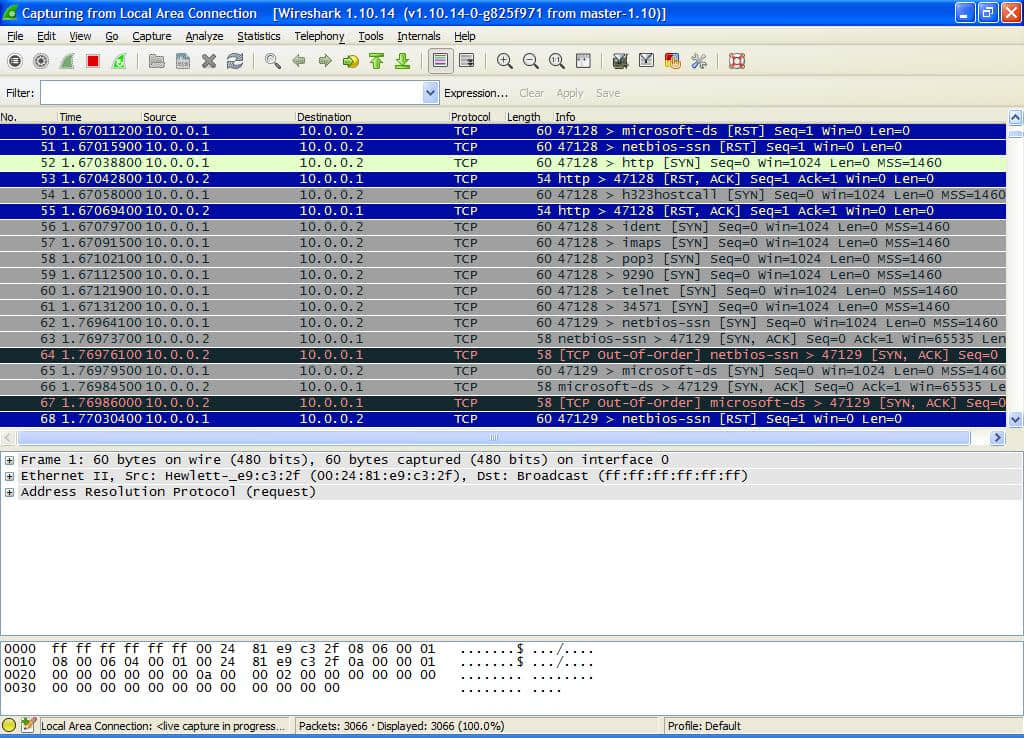 Capturing from Local Area Connection [Wireshark 1.10.14 (v1.10.14-0-g825f971 from master-1.10)]
File Edit View Go Capture Analyze Statistics Telephony Tools Internals Help
Filter: Expression... Clear Apply Save
No. Time Source Destination Protocol Length Info
50 1.67011200 10.0.0.1 10.0.0.2 TCP 60 47128 > microsoft-ds [RST] Seq=1 Win=0 Len=0
51 1.67015900 10.0.0.1 10.0.0.2 TCP 60 47128 > netbios-ssn [RST] Seq=1 Win=0 Len=0
52 1.67038800 10.0.0.1 10.0.0.2 TCP 60 47128 > http [SYN] Seq=0 Win=1024 Len=0 MSS=1460
53 1.67042800 10.0.0.2 10.0.0.1 TCP 54 http > 47128 [RST, ACK] Seq=1 Ack=1 Win=0 Len=0
54 1.67058000 10.0.0.1 10.0.0.2 TCP 60 47128 > h323hostcall [SYN] Seq=0 Win=1024 Len=0 MSS=1460
55 1.67069400 10.0.0.2 10.0.0.1 TCP 54 http > 47128 [RST, ACK] Seq=1 Ack=1 Win=0 Len=0
56 1.67079700 10.0.0.1 10.0.0.2 TCP 60 47128 > ident [SYN] Seq=0 Win=1024 Len=0 MSS=1460
57 1.67091500 10.0.0.1 10.0.0.2 TCP 60 47128 > imaps [SYN] Seq=0 Win=1024 Len=0 MSS=1460
58 1.67102100 10.0.0.1 10.0.0.2 TCP 60 47128 > pop3 [SYN] Seq=0 Win=1024 Len=0 MSS=1460
59 1.67112500 10.0.0.1 10.0.0.2 TCP 60 47128 > 9290 [SYN] Seq=0 Win=1024 Len=0 MSS=1460
60 1.67121900 10.0.0.1 10.0.0.2 TCP 60 47128 > telnet [SYN] Seq=0 Win=1024 Len=0 MSS=1460
61 1.67131200 10.0.0.1 10.0.0.2 TCP 60 47128 > 34571 [SYN] Seq=0 Win=1024 Len=0 MSS=1460
62 1.76964100 10.0.0.1 10.0.0.2 TCP 60 47129 > netbios-ssn [SYN] Seq=0 Win=1024 Len=0 MSS=1460
63 1.76973700 10.0.0.2 10.0.0.1 TCP 58 netbios-ssn > 47129 [SYN, ACK] Seq=0 Ack=1 Win=65535 Len
64 1.76976100 10.0.0.2 10.0.0.1 TCP 58 [TCP Out-Of-Order] netbios-ssn > 47129 [SYN, ACK] Seq=0
65 1.76979500 10.0.0.1 10.0.0.2 TCP 60 47129 > microsoft-ds [SYN] Seq=0 Win=1024 Len=0 MSS=1460
66 1.76984500 10.0.0.2 10.0.0.1 TCP 58 microsoft-ds > 47129 [SYN, ACK] Seq=0 Ack=1 Win=65535 Le
67 1.76986000 10.0.0.2 10.0.0.1 TCP 58 [TCP Out-Of-Order] microsoft-ds > 47129 [SYN, ACK] Seq=0
68 1.77030400 10.0.0.1 10.0.0.2 TCP 60 47129 > netbios-ssn [RST] Seq=1 Win=0 Len=0
Frame 1: 60 bytes on wire (480 bits), 60 bytes captured (480 bits) on interface 0
Ethernet II, Src: Hewlett-_e9:c3:2f (00:24:81:e9:c3:2f), Dst: Broadcast (ff:ff:ff:ff:ff:ff)
Address Resolution Protocol (request)
0000 ff ff ff ff ff ff 00 24 81 e9 c3 2f 08 06 00 01 .......$ .../....
0010 08 00 06 04 00 01 00 24 81 e9 c3 2f 0a 00 00 01 .......$ .../....
0020 00 00 00 00 00 00 0a 00 00 02 00 00 00 00 00 00 ........ ........
0030 00 00 00 00 00 00 00 00 00 00 00 00 ........ ....
Local Area Connection: <live capture in progress... Packets: 3066 · Displayed: 3066 (100.0%) Profile: Default